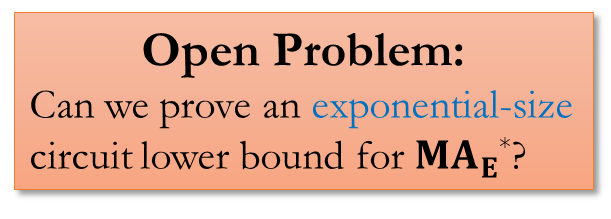 Open Problem:
Can we prove an exponential-size
circuit lower bound for MA_E*?